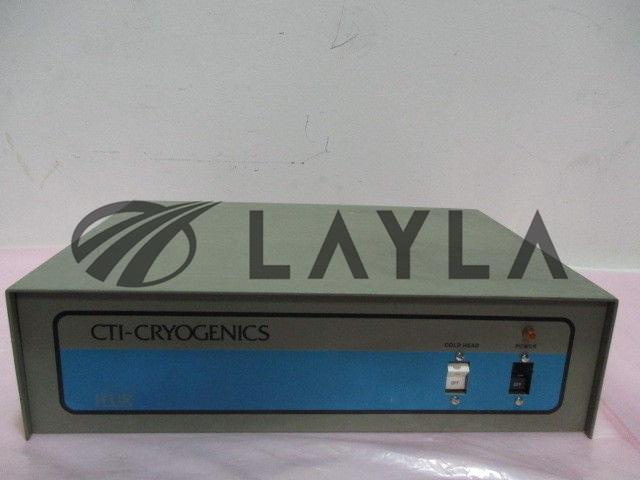 LAYLA
CTI-CRYOGENICS
COLD HEAD
POWER
OFF
OFF